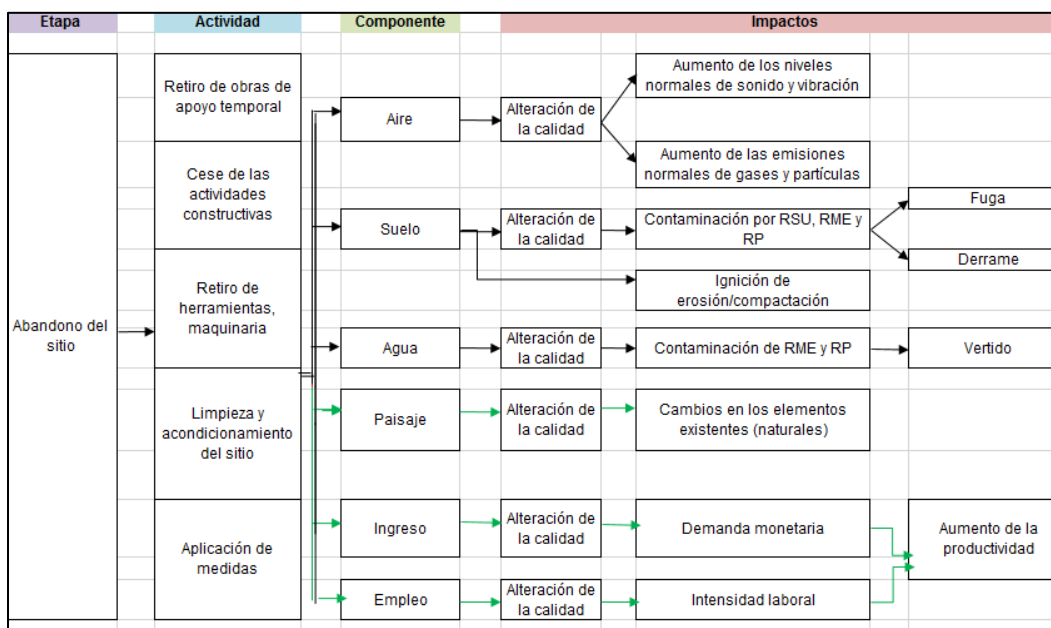 Etapa
Actividad
Componente
Impactos
Abandono del
sitio
Retiro de obras de
apoyo temporal
Cese de las
actividades
constructivas
Retiro de
herramientas,
maquinaria
Limpieza y
acondicionamiento
del sitio
Aplicación de
medidas
Aire
Alteración de
la calidad
Aumento de los niveles
normales de sonido y vibración
Aumento de las emisiones
normales de gases y partículas
Suelo
Alteración de
la calidad
Contaminación por RSU, RME y
RP
Fuga
Derrame
Ignición de
erosión/compactación
Agua
Alteración de
la calidad
Contaminación de RME y RP
Vertido
Paisaje
Alteración de
la calidad
Cambios en los elementos
existentes (naturales)
Ingreso
Alteración de
la calidad
Demanda monetaria
Aumento de la
productividad
Empleo
Alteración de
la calidad
Intensidad laboral